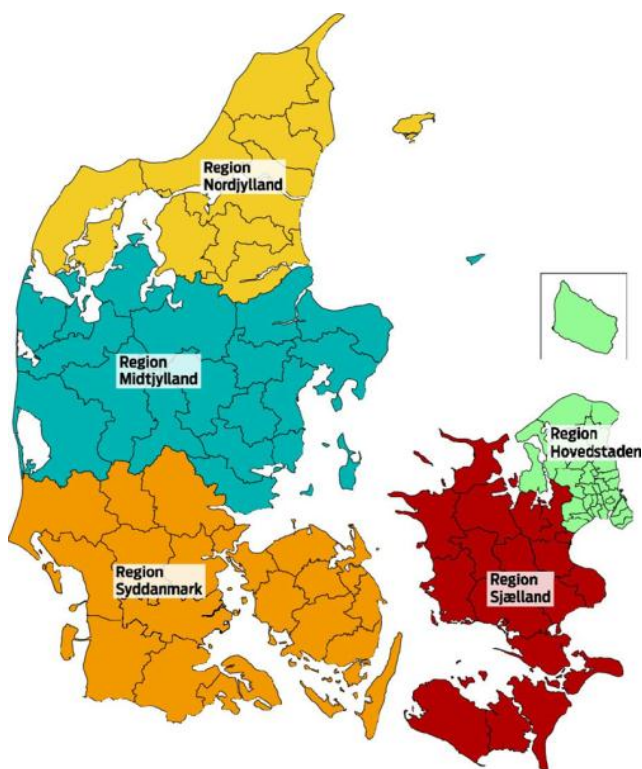 Region
Nordjylland
Region
Midtjylland
Region
Hovedstaden
Region
Syddanmark
Region
Sjælland